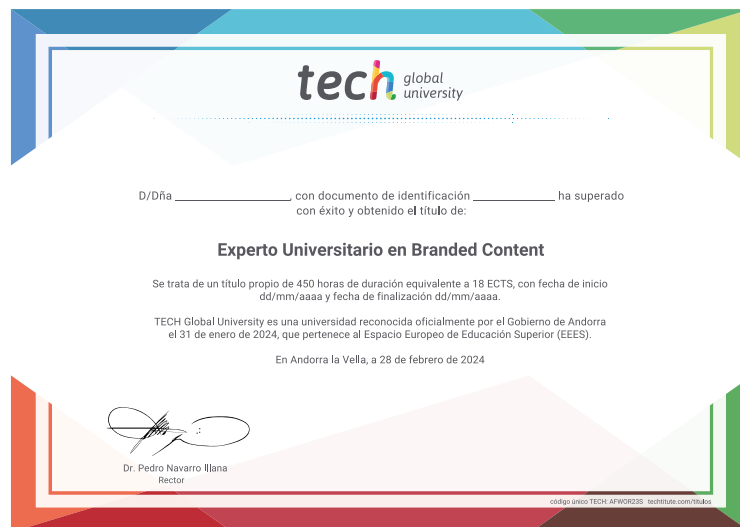 tech global
university
D/Dña ______________, con documento de identificación ______________ ha superado
con éxito y obtenido el título de:
Experto Universitario en Branded Content
Se trata de un título propio de 450 horas de duración equivalente a 18 ECTS, con fecha de inicio
dd/mm/aaaa y fecha de finalización dd/mm/aaaa.
TECH Global University es una universidad reconocida oficialmente por el Gobierno de Andorra
el 31 de enero de 2024, que pertenece al Espacio Europeo de Educación Superior (EEES).
En Andorra la Vella, a 28 de febrero de 2024
Dr. Pedro Navarro Illana
Rector
código único TECH: AFWOR23S techtitute.com/titulos